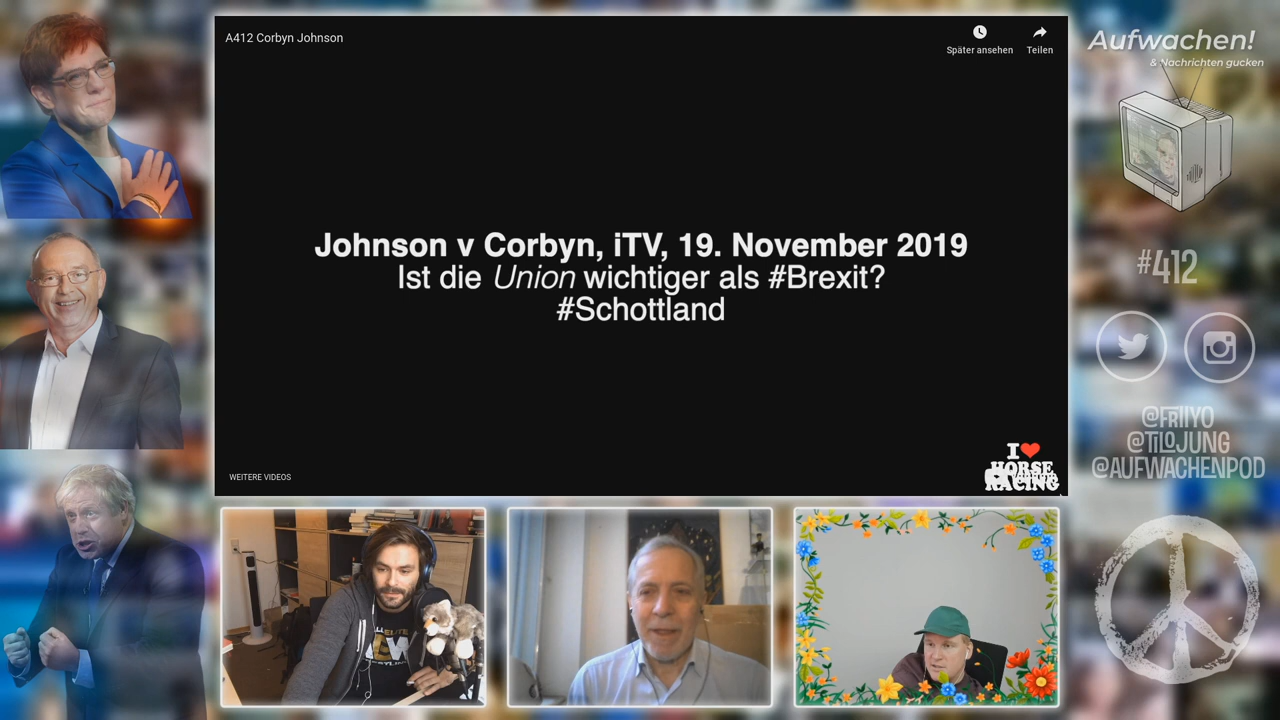 A412 Corbyn Johnson
Später ansehen
Teilen
Aufwachen!
& Nachrichten gucken
Johnson v Corbyn, iTV, 19. November 2019
Ist die Union wichtiger als #Brexit?
#Schottland
#412
@FRIIYO
@TILOJUNG
@AUFWACHENPOD
WEITERE VIDEOS
I
HORSE
RACING